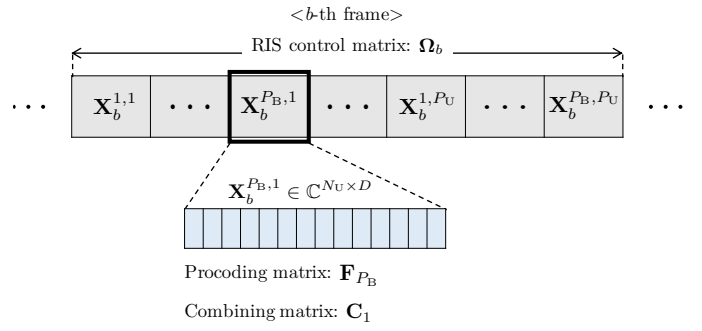 <b-th frame>
RIS control matrix: Ω_b
··· X_b^{1,1} ··· X_b^{P_B,1} ··· X_b^{1,P_U} ··· X_b^{P_B,P_U} ···
X_b^{P_B,1} ∈ ℂ^{N_U×D}
Procoding matrix: F_{P_B}
Combining matrix: C_1